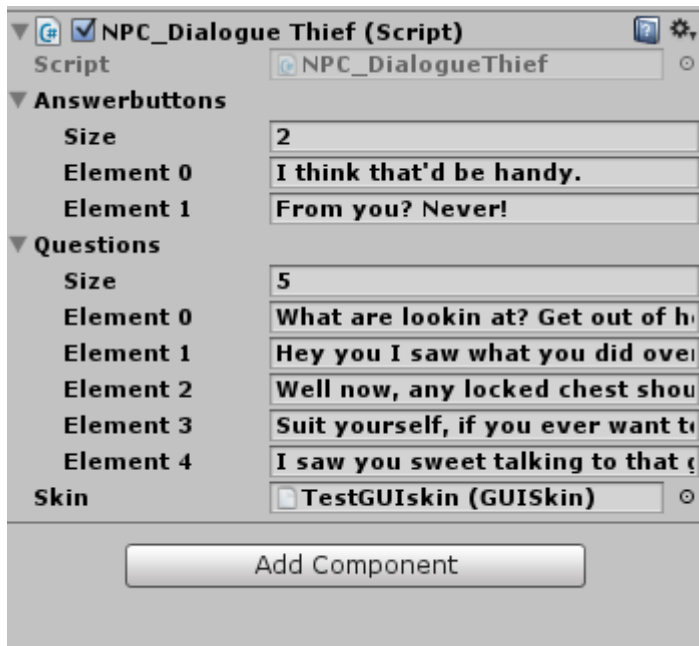 NPC_Dialogue Thief (Script)
Script NPC_DialogueThief
Answerbuttons
Size 2
Element 0 I think that'd be handy.
Element 1 From you? Never!
Questions
Size 5
Element 0 What are lookin at? Get out of
Element 1 Hey you I saw what you did
Element 2 Well now, any locked chest
Element 3 Suit yourself, if you ever want
Element 4 I saw you sweet talking to that
Skin TestGUIskin (GUISkin)
Add Component